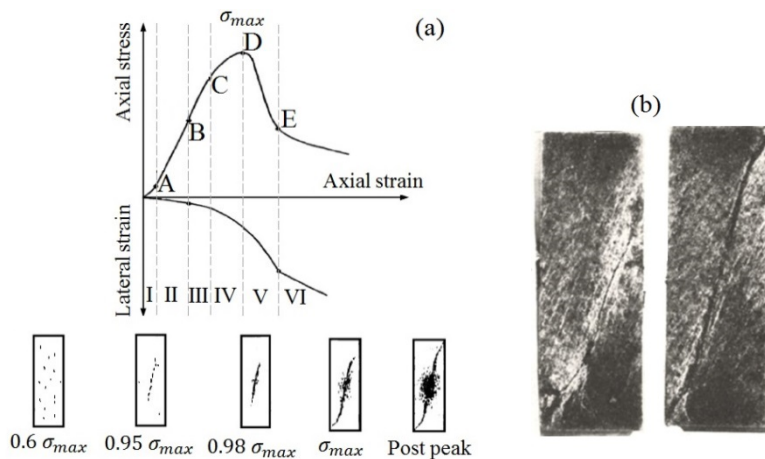 σmax
(a)
Axial stress
D
C
B
E
A
Axial strain
Lateral strain
I II III IV V VI
(b)
0.6 σmax 0.95 σmax 0.98 σmax σmax Post peak